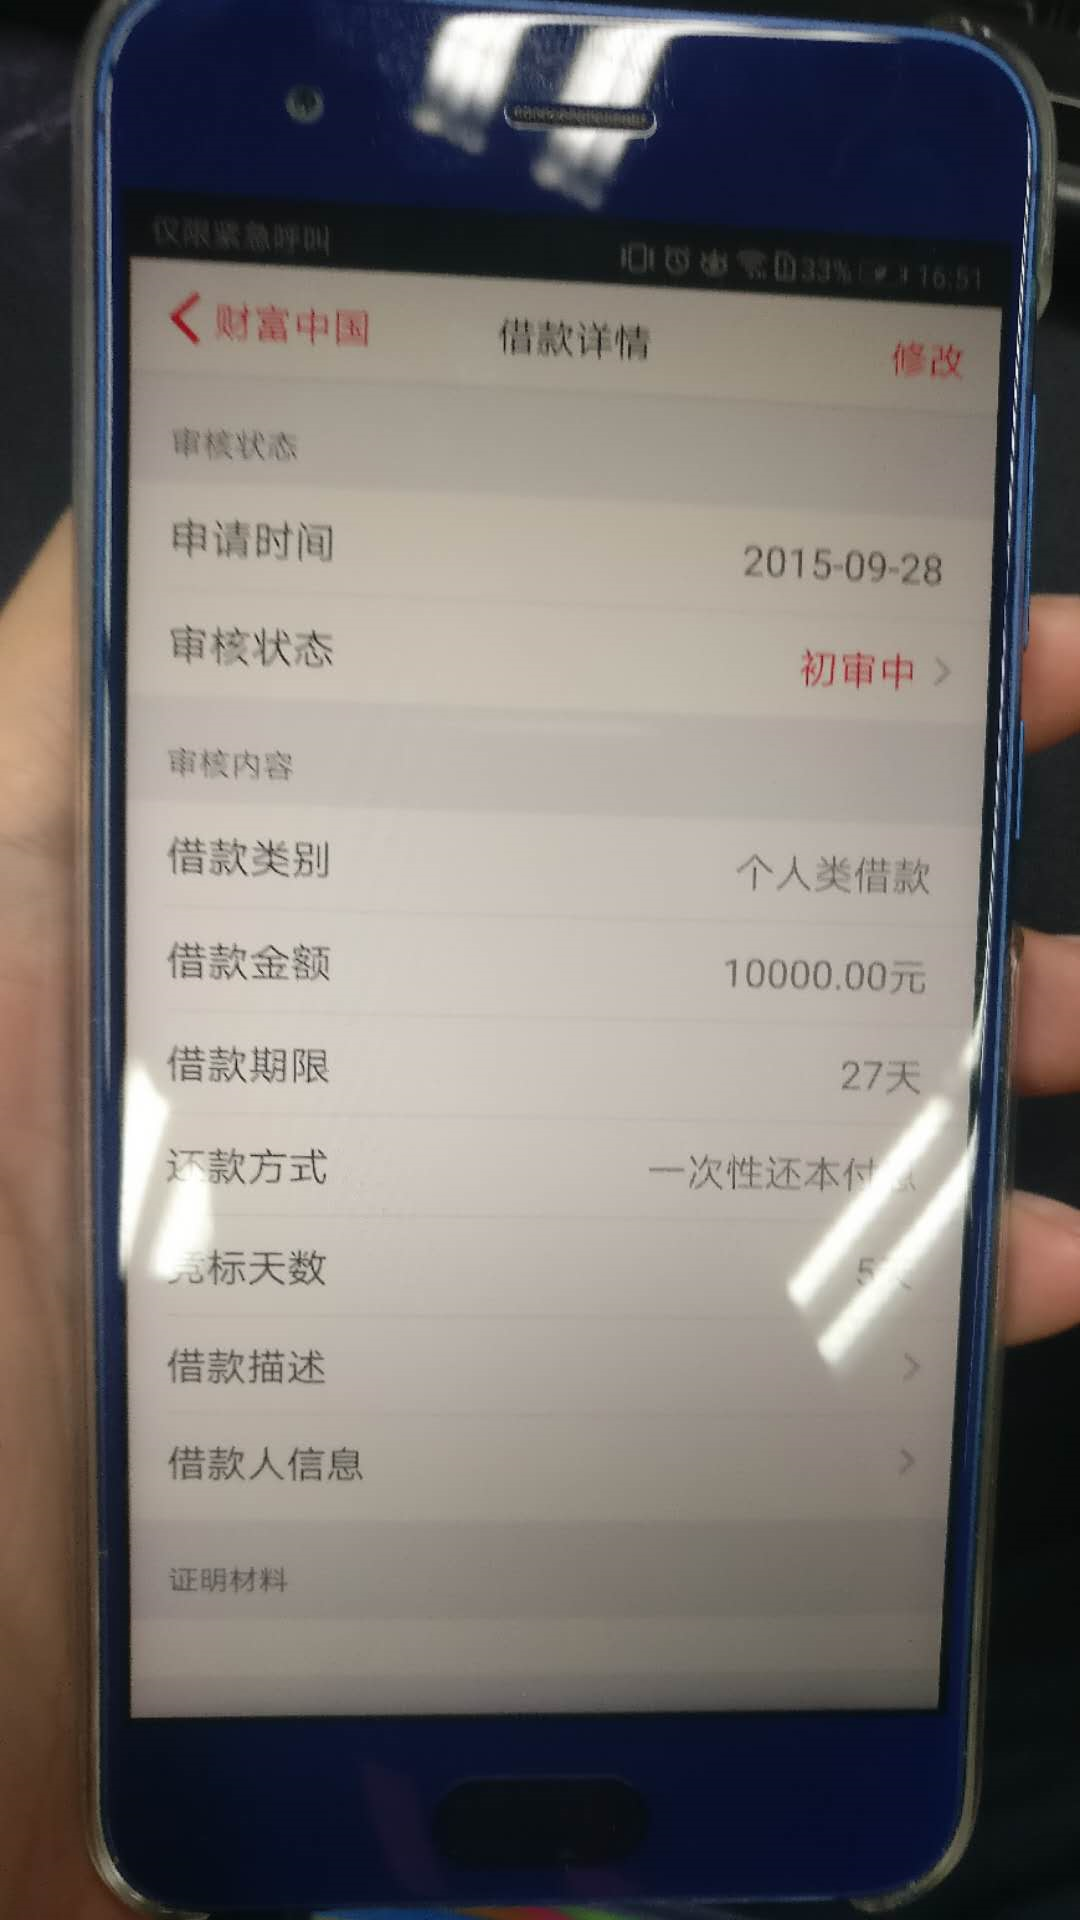 仅限紧急呼叫 33% 16:51
财富中国 借款详情 修改
审核状态
申请时间 2015-09-28
审核状态 初审中
审核内容
借款类别 个人类借款
借款金额 10000.00元
借款期限 27天
还款方式 一次性还本付息
竞标天数 5天
借款描述
借款人信息
证明材料